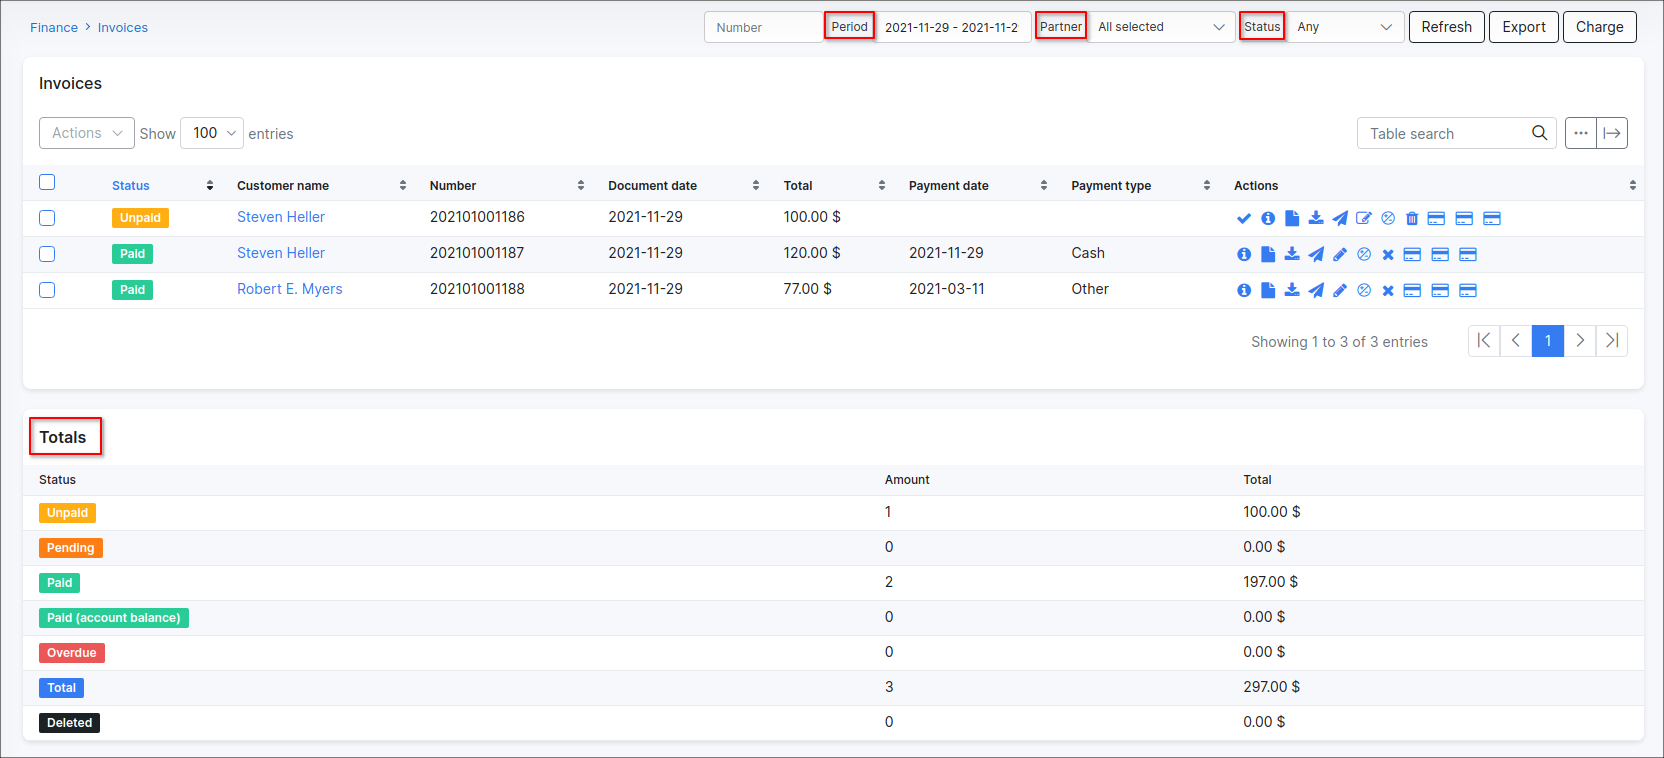 Finance > Invoices Number Period 2021-11-29 - 2021-11-2 Partner All selected Status Any Refresh Export Charge
Invoices
Actions Show 100 entries Table search
Status Customer name Number Document date Total Payment date Payment type Actions
Unpaid Steven Heller 202101001186 2021-11-29 100.00 $
Paid Steven Heller 202101001187 2021-11-29 120.00 $ 2021-11-29 Cash
Paid Robert E. Myers 202101001188 2021-11-29 77.00 $ 2021-03-11 Other
Showing 1 to 3 of 3 entries 1
Totals
Status Amount Total
Unpaid 1 100.00 $
Pending 0 0.00 $
Paid 2 197.00 $
Paid (account balance) 0 0.00 $
Overdue 0 0.00 $
Total 3 297.00 $
Deleted 0 0.00 $